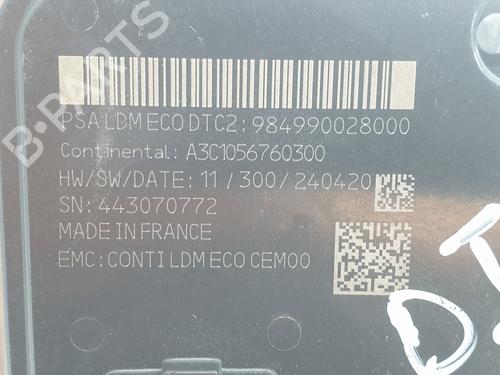 PSA LDM ECO DTC2: 984990028000
Continental: A3C1056760300
HW/SW/DATE: 11 / 300 / 240420
SN: 443070772
MADE IN FRANCE
EMC: CONTI LDM ECO CEM00
B-PARTS